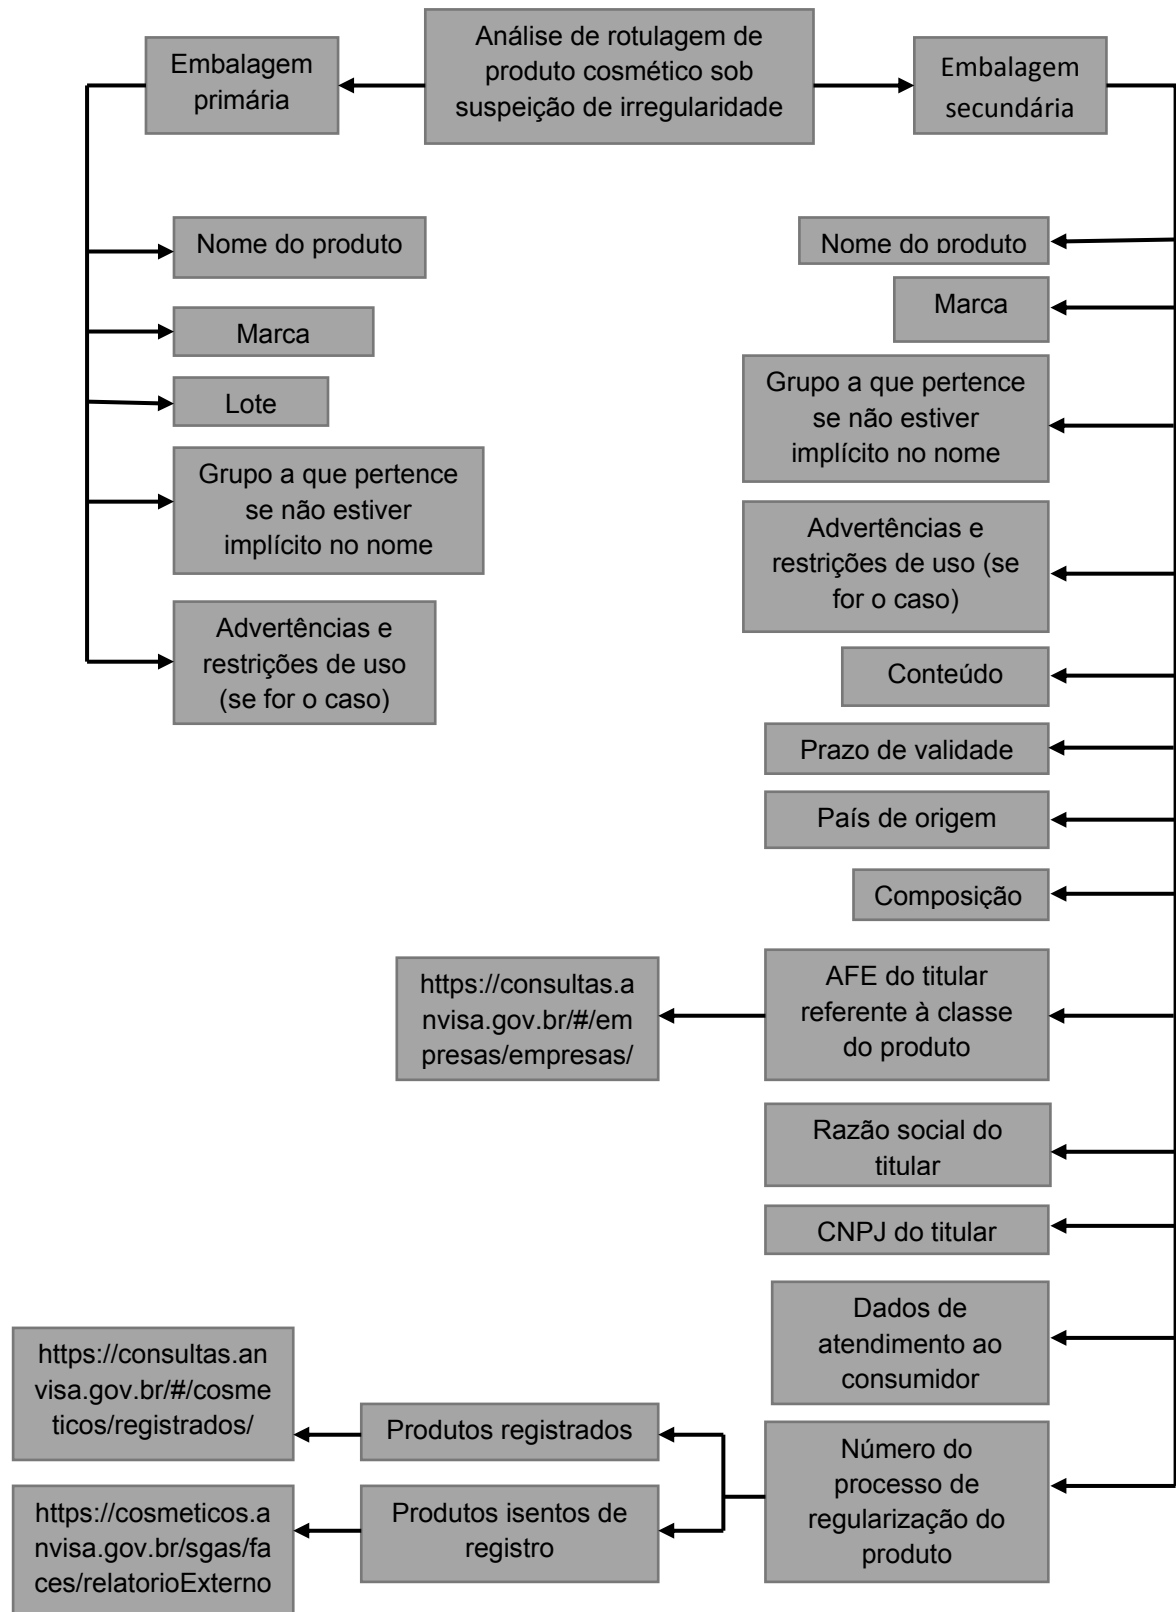 Embalagem
primária
Análise de rotulagem de
produto cosmético sob
suspeição de irregularidade
Embalagem
secundária
Nome do produto
Marca
Lote
Grupo a que pertence
se não estiver
implícito no nome
Advertências e
restrições de uso
(se for o caso)
Nome do produto
Marca
Grupo a que pertence
se não estiver
implícito no nome
Advertências e
restrições de uso (se
for o caso)
Conteúdo
Prazo de validade
País de origem
Composição
AFE do titular
referente à classe
do produto
https://consultas.a
nvisa.gov.br/#/em
presas/empresas/
Razão social do
titular
CNPJ do titular
Dados de
atendimento ao
consumidor
Número do
processo de
regularização do
produto
Produtos registrados
https://consultas.an
visa.gov.br/#/cosme
ticos/registrados/
Produtos isentos de
registro
https://cosmeticos.a
nvisa.gov.br/sgas/fa
ces/relatorioExterno